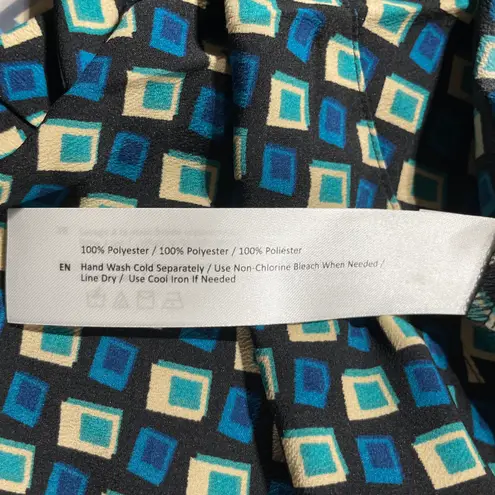 100% Polyester / 100% Polyester / 100% Poliéster
EN Hand Wash Cold Separately / Use Non-Chlorine Bleach When Needed /
Line Dry / Use Cool Iron If Needed